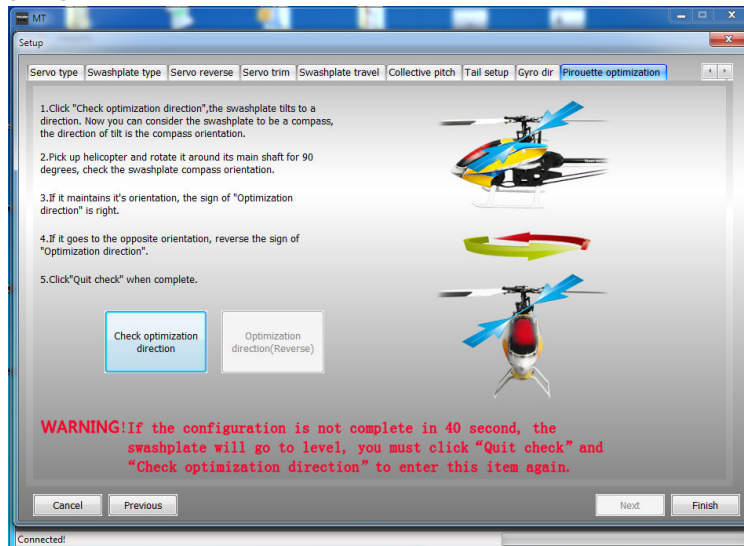 MT
Setup
Servo type Swashplate type Servo reverse Servo trim Swashplate travel Collective pitch Tail setup Gyro dir Pirouette optimization
1.Click "Check optimization direction",the swashplate tilts to a
direction. Now you can consider the swashplate to be a compass,
the direction of tilt is the compass orientation.
2.Pick up helicopter and rotate it around its main shaft for 90
degrees, check the swashplate compass orientation.
3.If it maintains it's orientation, the sign of "Optimization
direction" is right.
4.If it goes to the opposite orientation, reverse the sign of
"Optimization direction".
5.Click"Quit check" when complete.
Check optimization
direction
Optimization
direction(Reverse)
WARNING!If the configuration is not complete in 40 second, the
swashplate will go to level, you must click “Quit check” and
“Check optimization direction” to enter this item again.
Cancel Previous Next Finish
Connected!